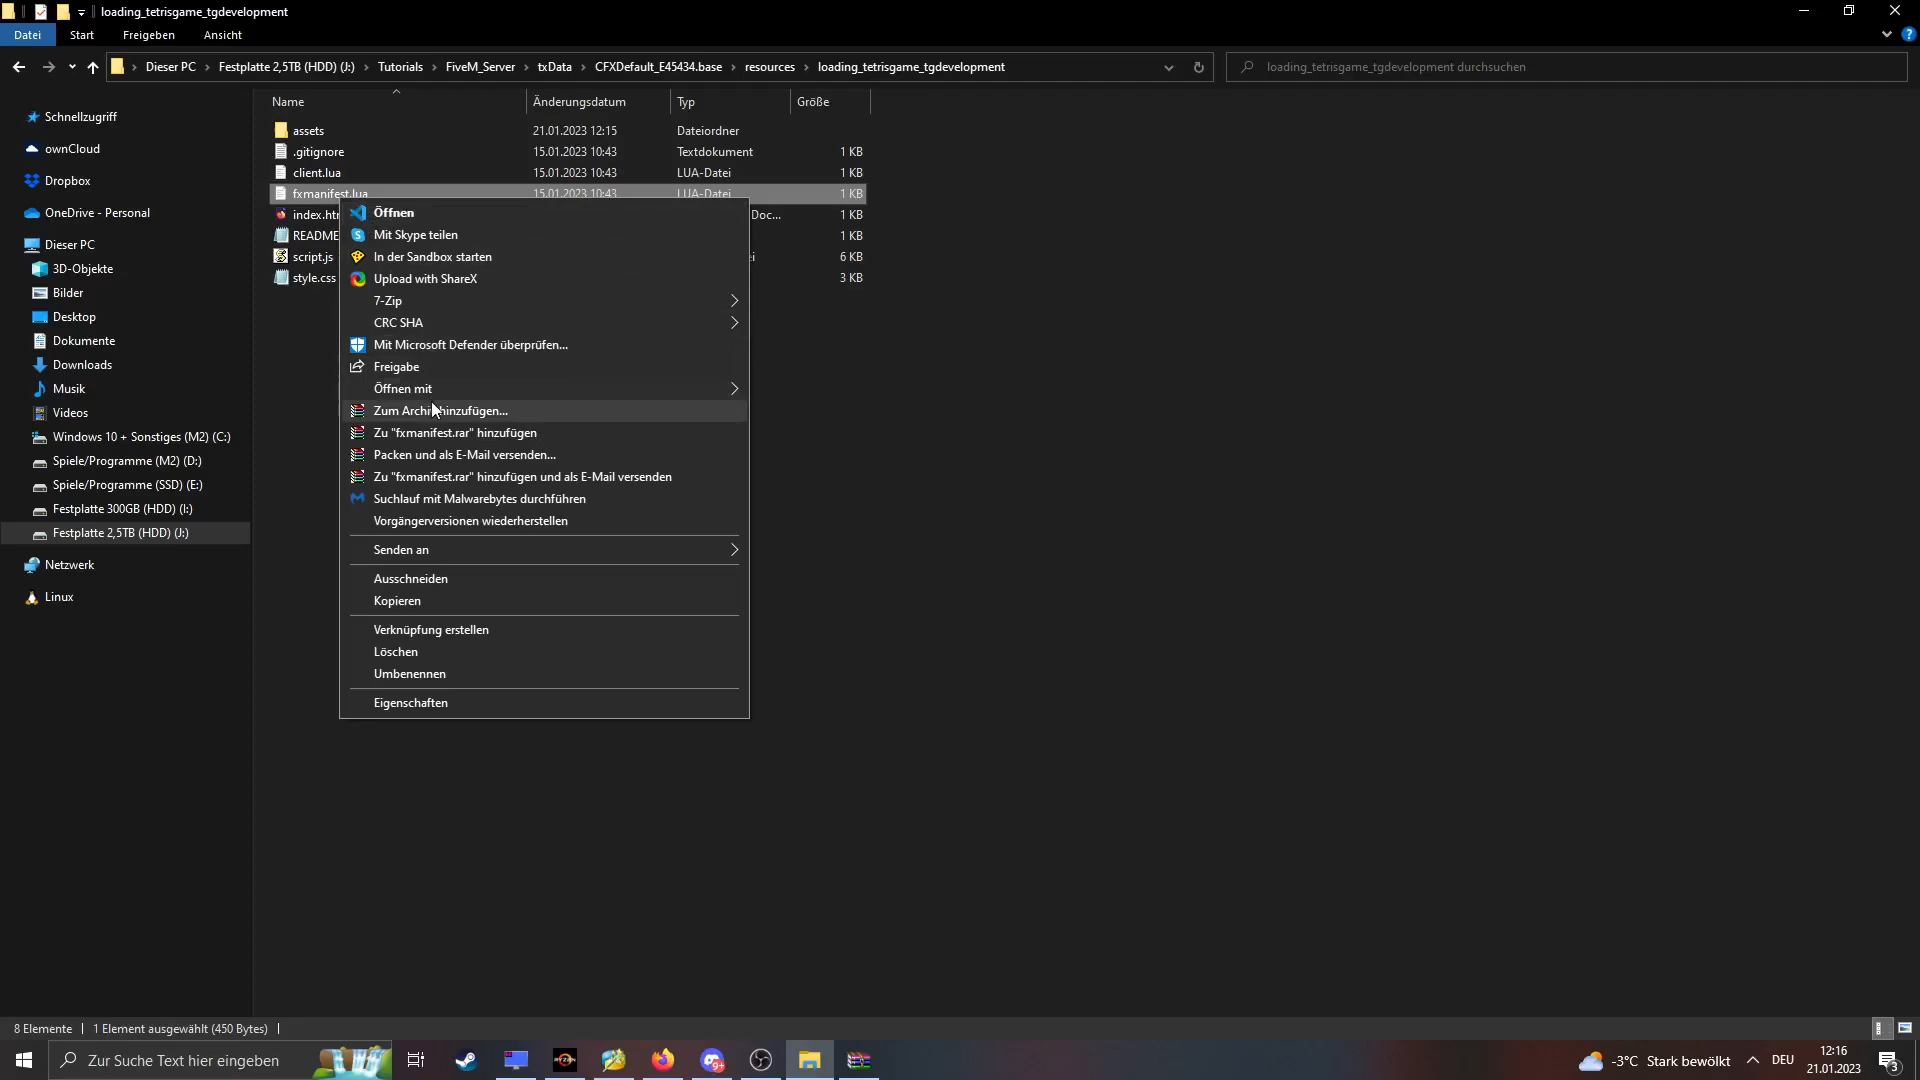 loading_tetrisgame_tgdevelopment
Datei Start Freigeben Ansicht
Dieser PC Festplatte 2,5TB (HDD) (J:) Tutorials FiveM_Server txData CFXDefault_E45434.base resources loading_tetrisgame_tgdevelopment
loading_tetrisgame_tgdevelopment durchsuchen
Name Änderungsdatum Typ Größe
assets 21.01.2023 12:15 Dateiordner
.gitignore 15.01.2023 10:43 Textdokument 1 KB
client.lua 15.01.2023 10:43 LUA-Datei 1 KB
fxmanifest.lua 15.01.2023 10:43 LUA-Datei 1 KB
index.htm Doc... 1 KB
README 1 KB
script.js ei 6 KB
style.css 3 KB
Schnellzugriff
ownCloud
Dropbox
OneDrive - Personal
Dieser PC
3D-Objekte
Bilder
Desktop
Dokumente
Downloads
Musik
Videos
Windows 10 + Sonstiges (M2) (C:)
Spiele/Programme (M2) (D:)
Spiele/Programme (SSD) (E:)
Festplatte 300GB (HDD) (I:)
Festplatte 2,5TB (HDD) (J:)
Netzwerk
Linux
Öffnen
Mit Skype teilen
In der Sandbox starten
Upload with ShareX
7-Zip
CRC SHA
Mit Microsoft Defender überprüfen...
Freigabe
Öffnen mit
Zum Archiv hinzufügen...
Zu "fxmanifest.rar" hinzufügen
Packen und als E-Mail versenden...
Zu "fxmanifest.rar" hinzufügen und als E-Mail versenden
Suchlauf mit Malwarebytes durchführen
Vorgängerversionen wiederherstellen
Senden an
Ausschneiden
Kopieren
Verknüpfung erstellen
Löschen
Umbenennen
Eigenschaften
8 Elemente 1 Element ausgewählt (450 Bytes)
Zur Suche Text hier eingeben
RYZEN
9+
-3°C Stark bewölkt
DEU
12:16
21.01.2023
3